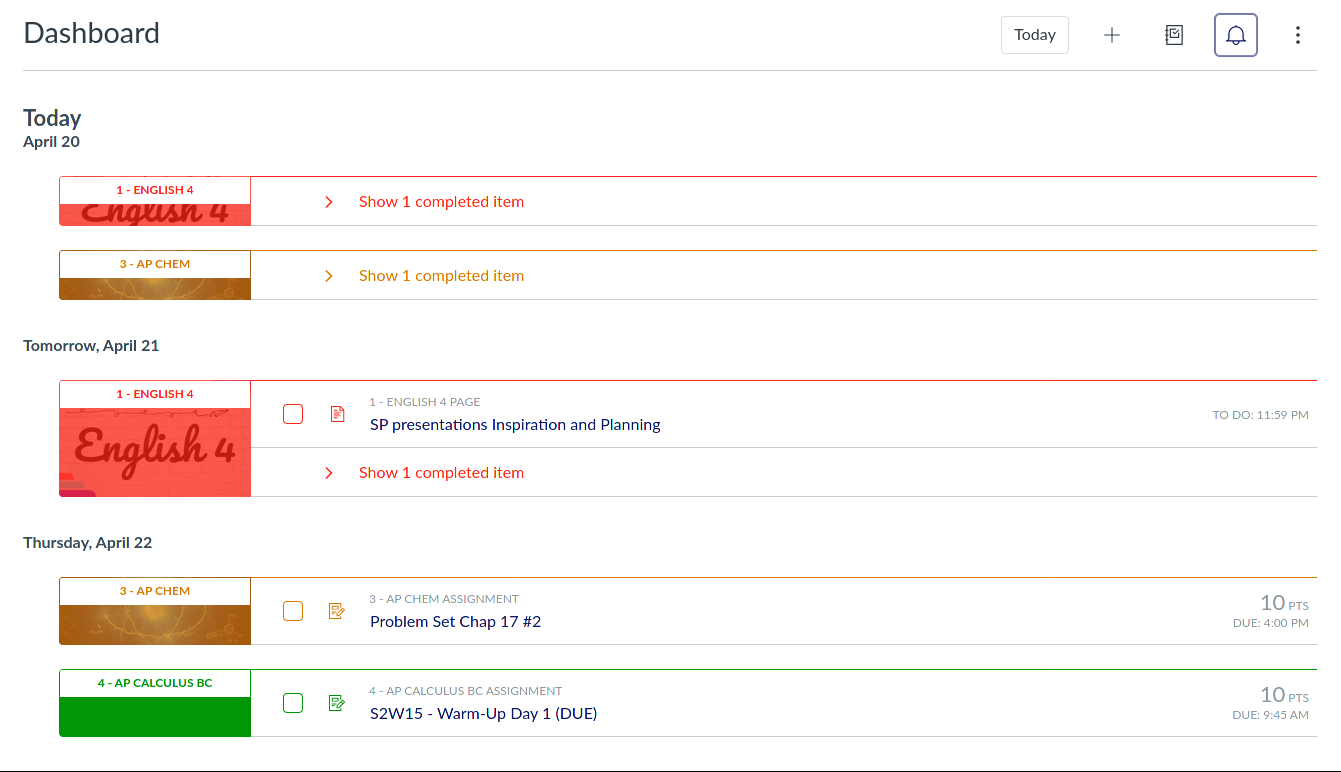 Dashboard
Today
Today
April 20
1 - ENGLISH 4
English 4
Show 1 completed item
3 - AP CHEM
Show 1 completed item
Tomorrow, April 21
1 - ENGLISH 4
English 4
1 - ENGLISH 4 PAGE
SP presentations Inspiration and Planning
TO DO: 11:59 PM
Show 1 completed item
Thursday, April 22
3 - AP CHEM
3 - AP CHEM ASSIGNMENT
Problem Set Chap 17 #2
10 PTS
DUE: 4:00 PM
4 - AP CALCULUS BC
4 - AP CALCULUS BC ASSIGNMENT
S2W15 - Warm-Up Day 1 (DUE)
10 PTS
DUE: 9:45 AM